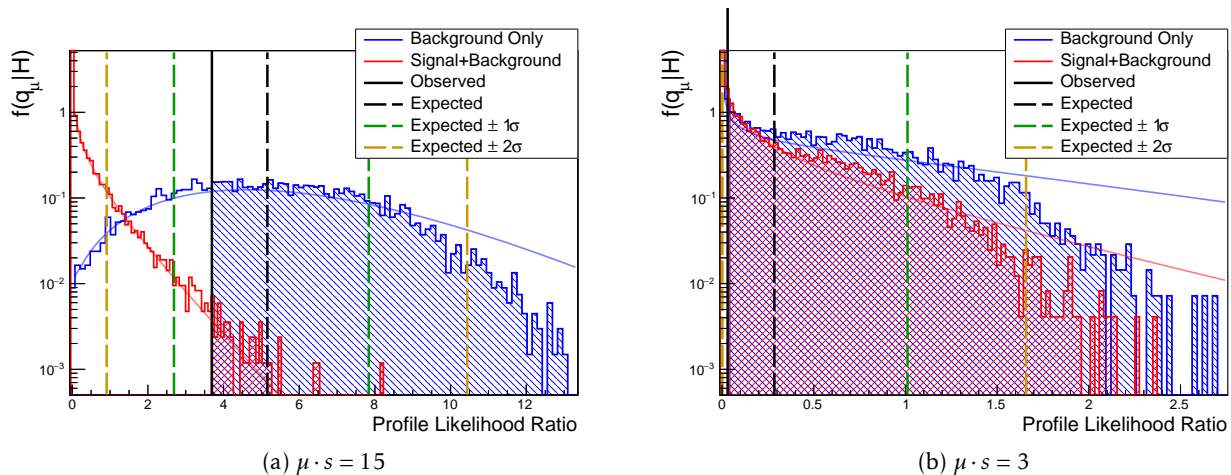 f(q_μ|H)
1
10⁻¹
10⁻²
10⁻³
0 2 4 6 8 10 12
Profile Likelihood Ratio
Background Only
Signal+Background
Observed
Expected
Expected ± 1σ
Expected ± 2σ
(a) μ · s = 15
f(q_μ|H)
1
10⁻¹
10⁻²
10⁻³
0 0.5 1 1.5 2 2.5
Profile Likelihood Ratio
Background Only
Signal+Background
Observed
Expected
Expected ± 1σ
Expected ± 2σ
(b) μ · s = 3